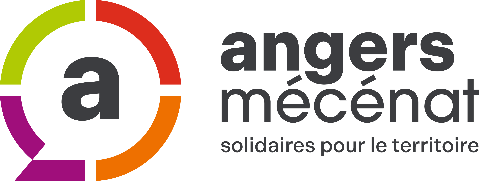 a
angers
mécénat
solidaires pour le territoire